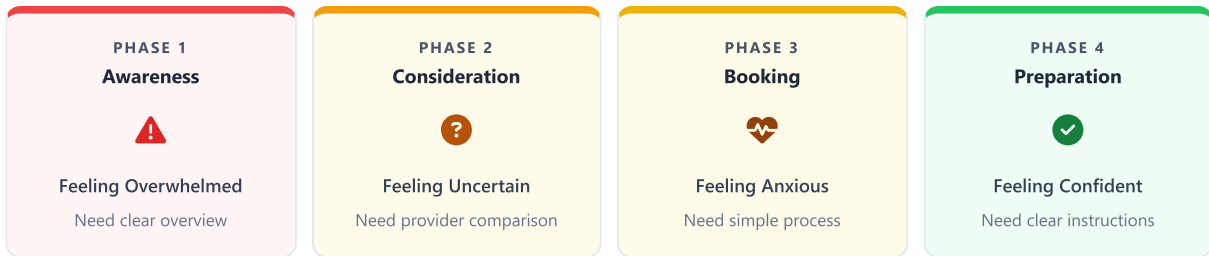 PHASE 1
Awareness
Feeling Overwhelmed
Need clear overview
PHASE 2
Consideration
?
Feeling Uncertain
Need provider comparison
PHASE 3
Booking
Feeling Anxious
Need simple process
PHASE 4
Preparation
Feeling Confident
Need clear instructions